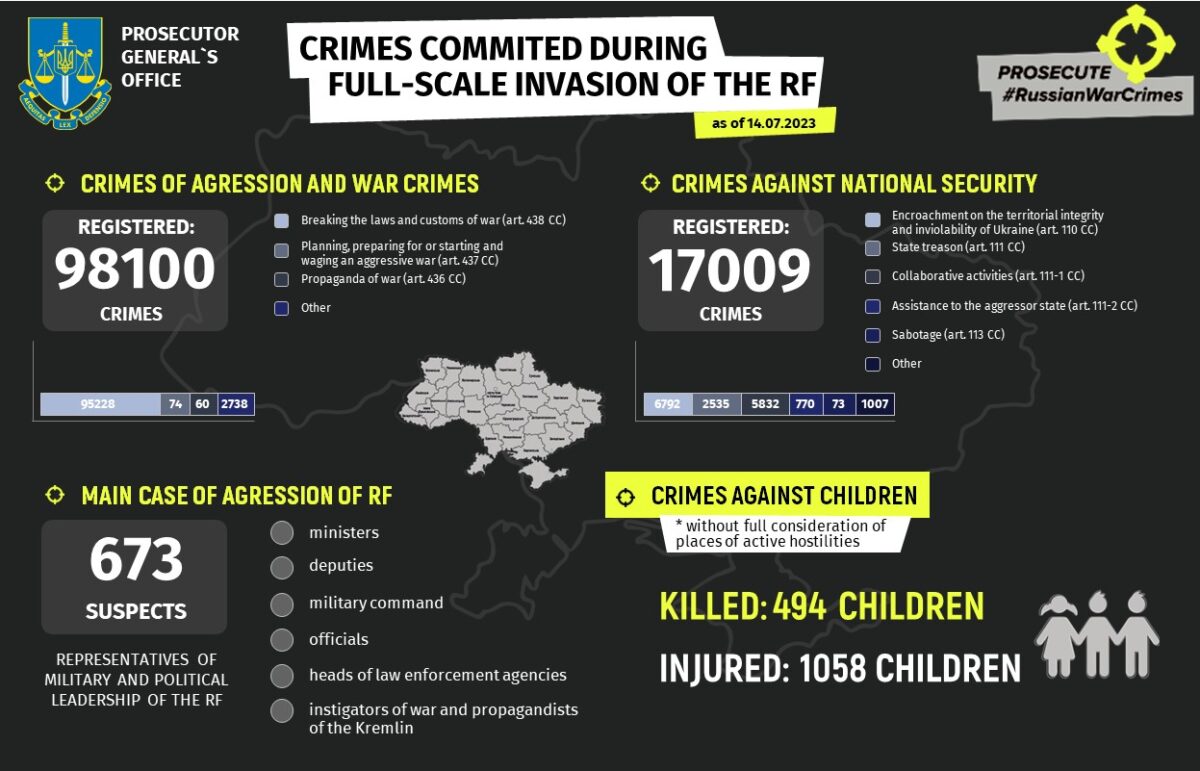 PROSECUTOR
GENERAL`S
OFFICE
CRIMES COMMITED DURING
FULL-SCALE INVASION OF THE RF
as of 14.07.2023
PROSECUTE
#RussianWarCrimes
AEQUITAS
LEX
DEFENSIO
CRIMES OF AGRESSION AND WAR CRIMES
REGISTERED:
98100
CRIMES
Breaking the laws and customs of war (art. 438 CC)
Planning, preparing for or starting and
waging an aggressive war (art. 437 CC)
Propaganda of war (art. 436 CC)
Other
95228 74 60 2738
CRIMES AGAINST NATIONAL SECURITY
REGISTERED:
17009
CRIMES
Encroachment on the territorial integrity
and inviolability of Ukraine (art. 110 CC)
State treason (art. 111 CC)
Collaborative activities (art. 111-1 CC)
Assistance to the aggressor state (art. 111-2 CC)
Sabotage (art. 113 CC)
Other
6792 2535 5832 770 73 1007
MAIN CASE OF AGRESSION OF RF
673
SUSPECTS
REPRESENTATIVES OF
MILITARY AND POLITICAL
LEADERSHIP OF THE RF
ministers
deputies
military command
officials
heads of law enforcement agencies
instigators of war and propagandists
of the Kremlin
CRIMES AGAINST CHILDREN
* without full consideration of
places of active hostilities
KILLED: 494 CHILDREN
INJURED: 1058 CHILDREN